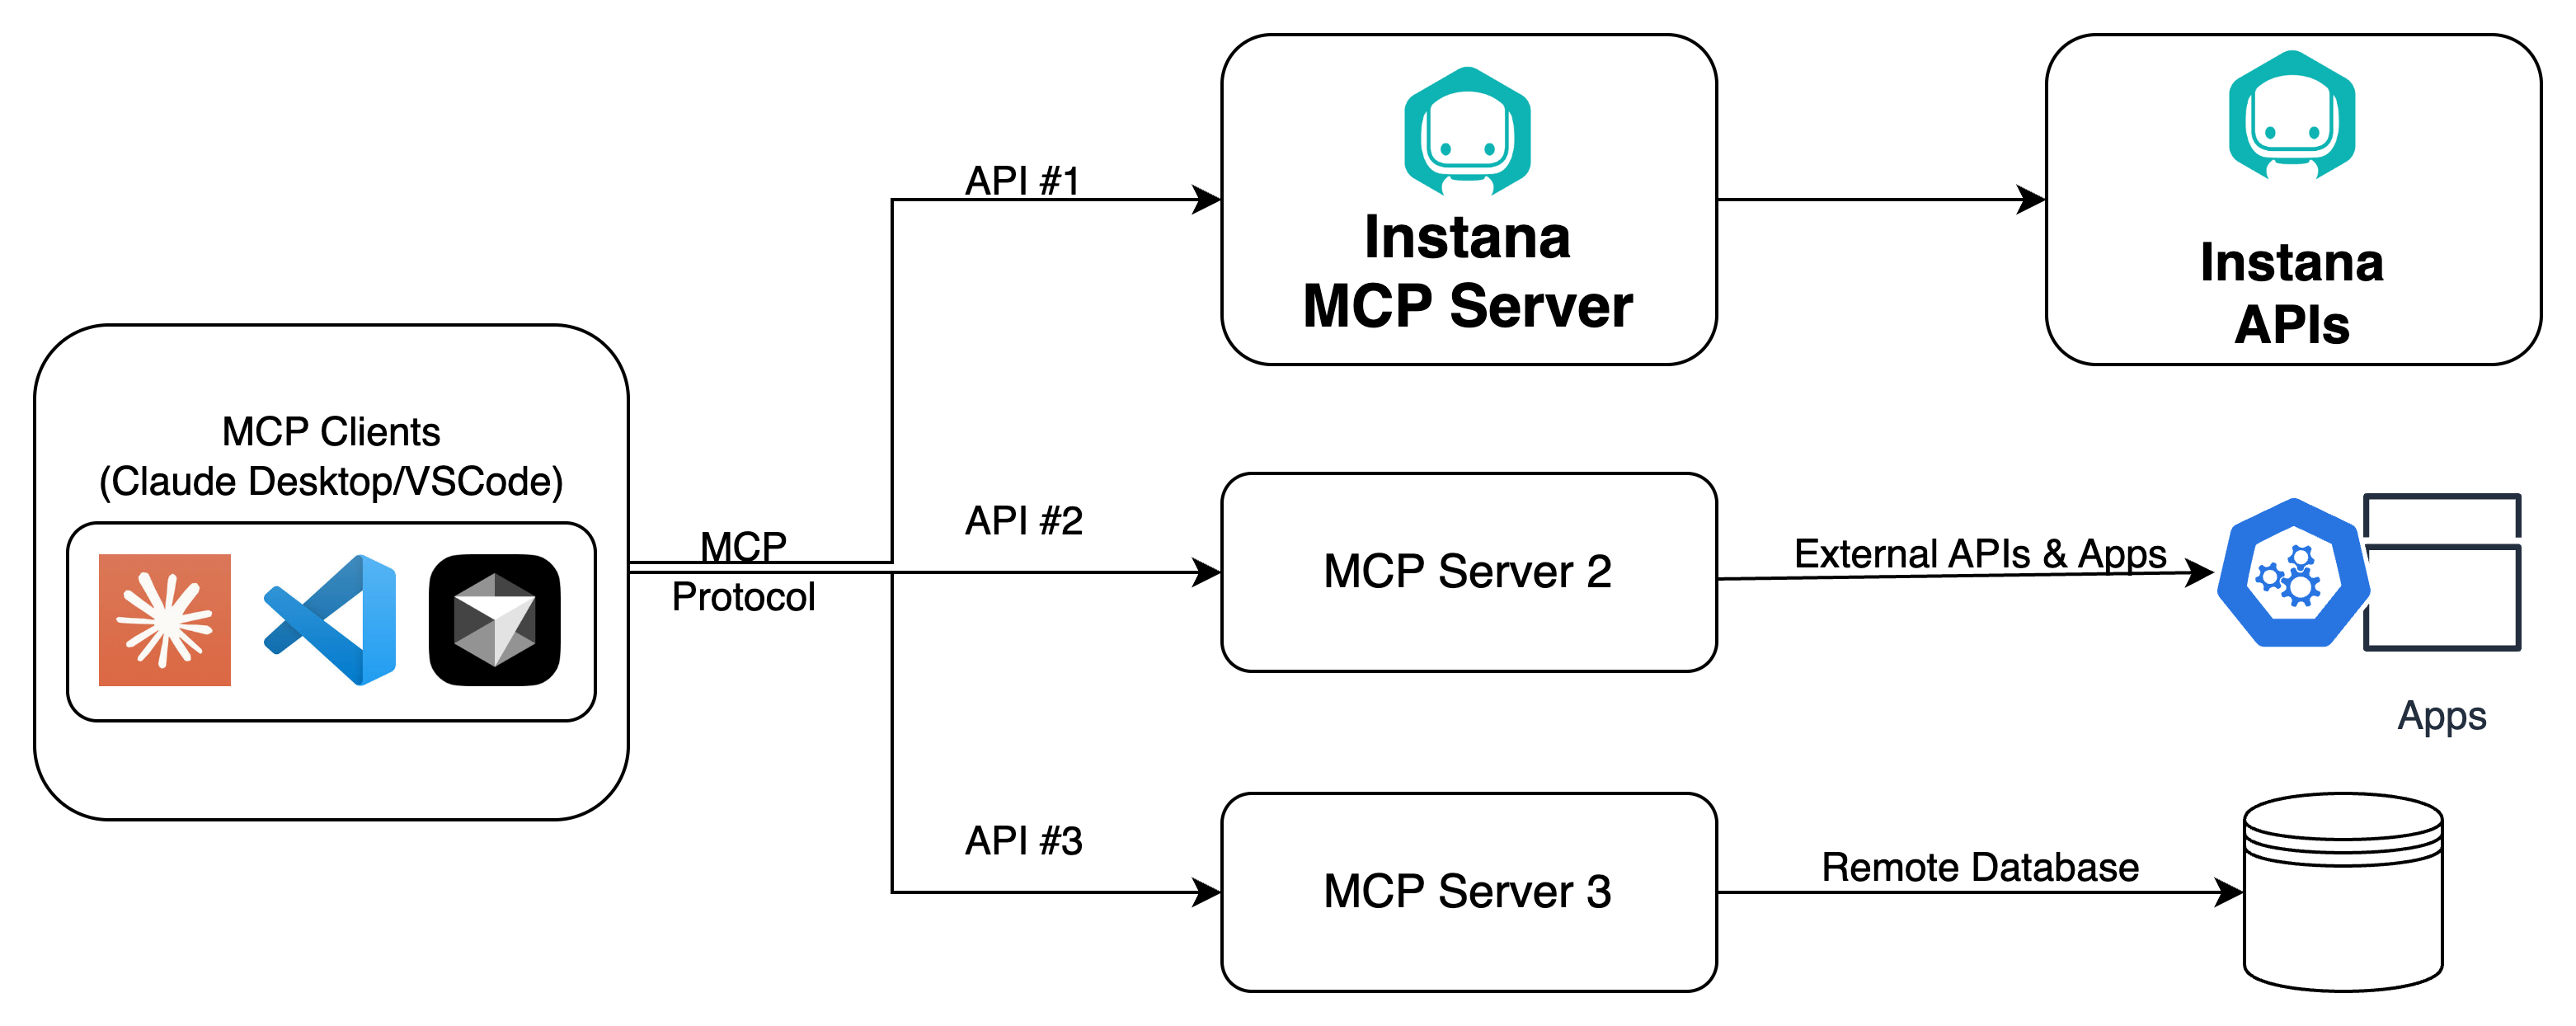 MCP Clients
(Claude Desktop/VSCode)
MCP
Protocol
API #1
Instana
MCP Server
Instana
APIs
API #2
MCP Server 2
External APIs & Apps
Apps
API #3
MCP Server 3
Remote Database